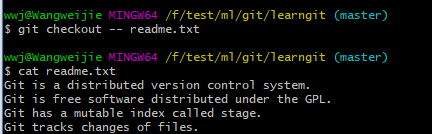 wwj@Wangweijie MINGW64 /f/test/ml/git/learngit (master)
$ git checkout -- readme.txt
wwj@Wangweijie MINGW64 /f/test/ml/git/learngit (master)
$ cat readme.txt
Git is a distributed version control system.
Git is free software distributed under the GPL.
Git has a mutable index called stage.
Git tracks changes of files.